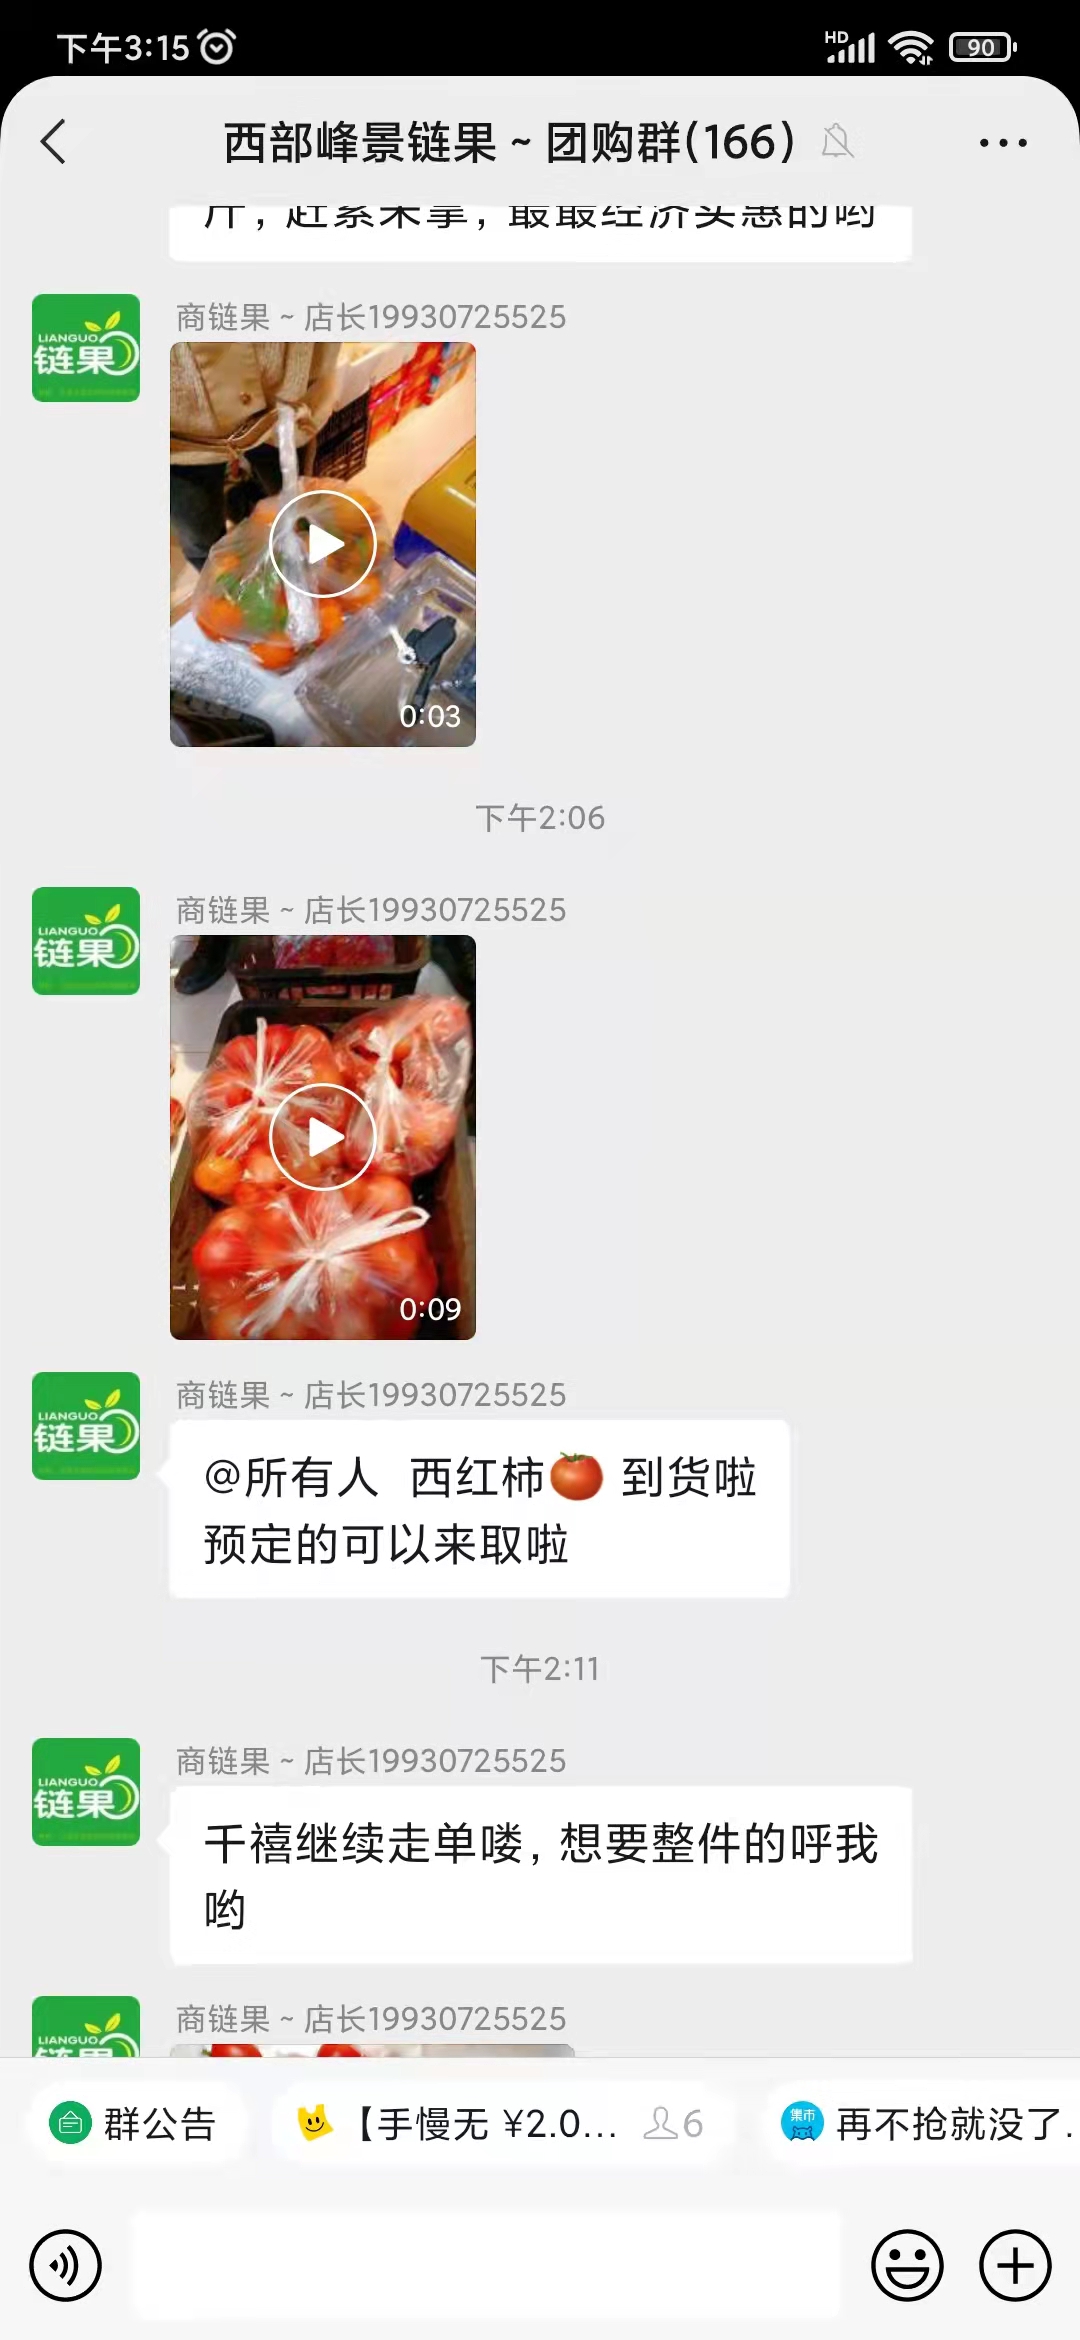 下午3:15
HD
90
西部峰景链果 ~ 团购群(166)
斤，赶紧来拿，最最经济实惠的哟
LIANGUO
链果
商链果 ~ 店长19930725525
0:03
下午2:06
LIANGUO
链果
商链果 ~ 店长19930725525
0:09
LIANGUO
链果
商链果 ~ 店长19930725525
@所有人 西红柿🍅 到货啦
预定的可以来取啦
下午2:11
LIANGUO
链果
商链果 ~ 店长19930725525
千禧继续走单喽，想要整件的呼我
哟
LIANGUO
链果
商链果 ~ 店长19930725525
群公告
【手慢无 ¥2.0...
6
集市
再不抢就没了.